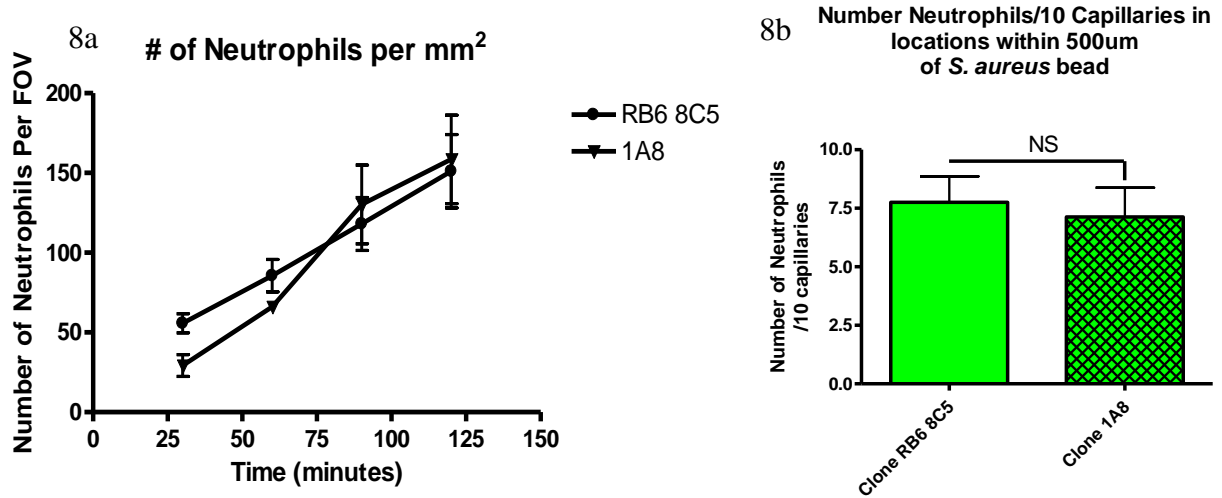 8a
# of Neutrophils per mm²
Number of Neutrophils Per FOV
200
150
100
50
0
0 25 50 75 100 125 150
Time (minutes)
RB6 8C5
1A8
8b
Number Neutrophils/10 Capillaries in
locations within 500um
of S. aureus bead
Number of Neutrophils
/10 capillaries
10.0
7.5
5.0
2.5
0.0
NS
Clone RB6 8C5
Clone 1A8